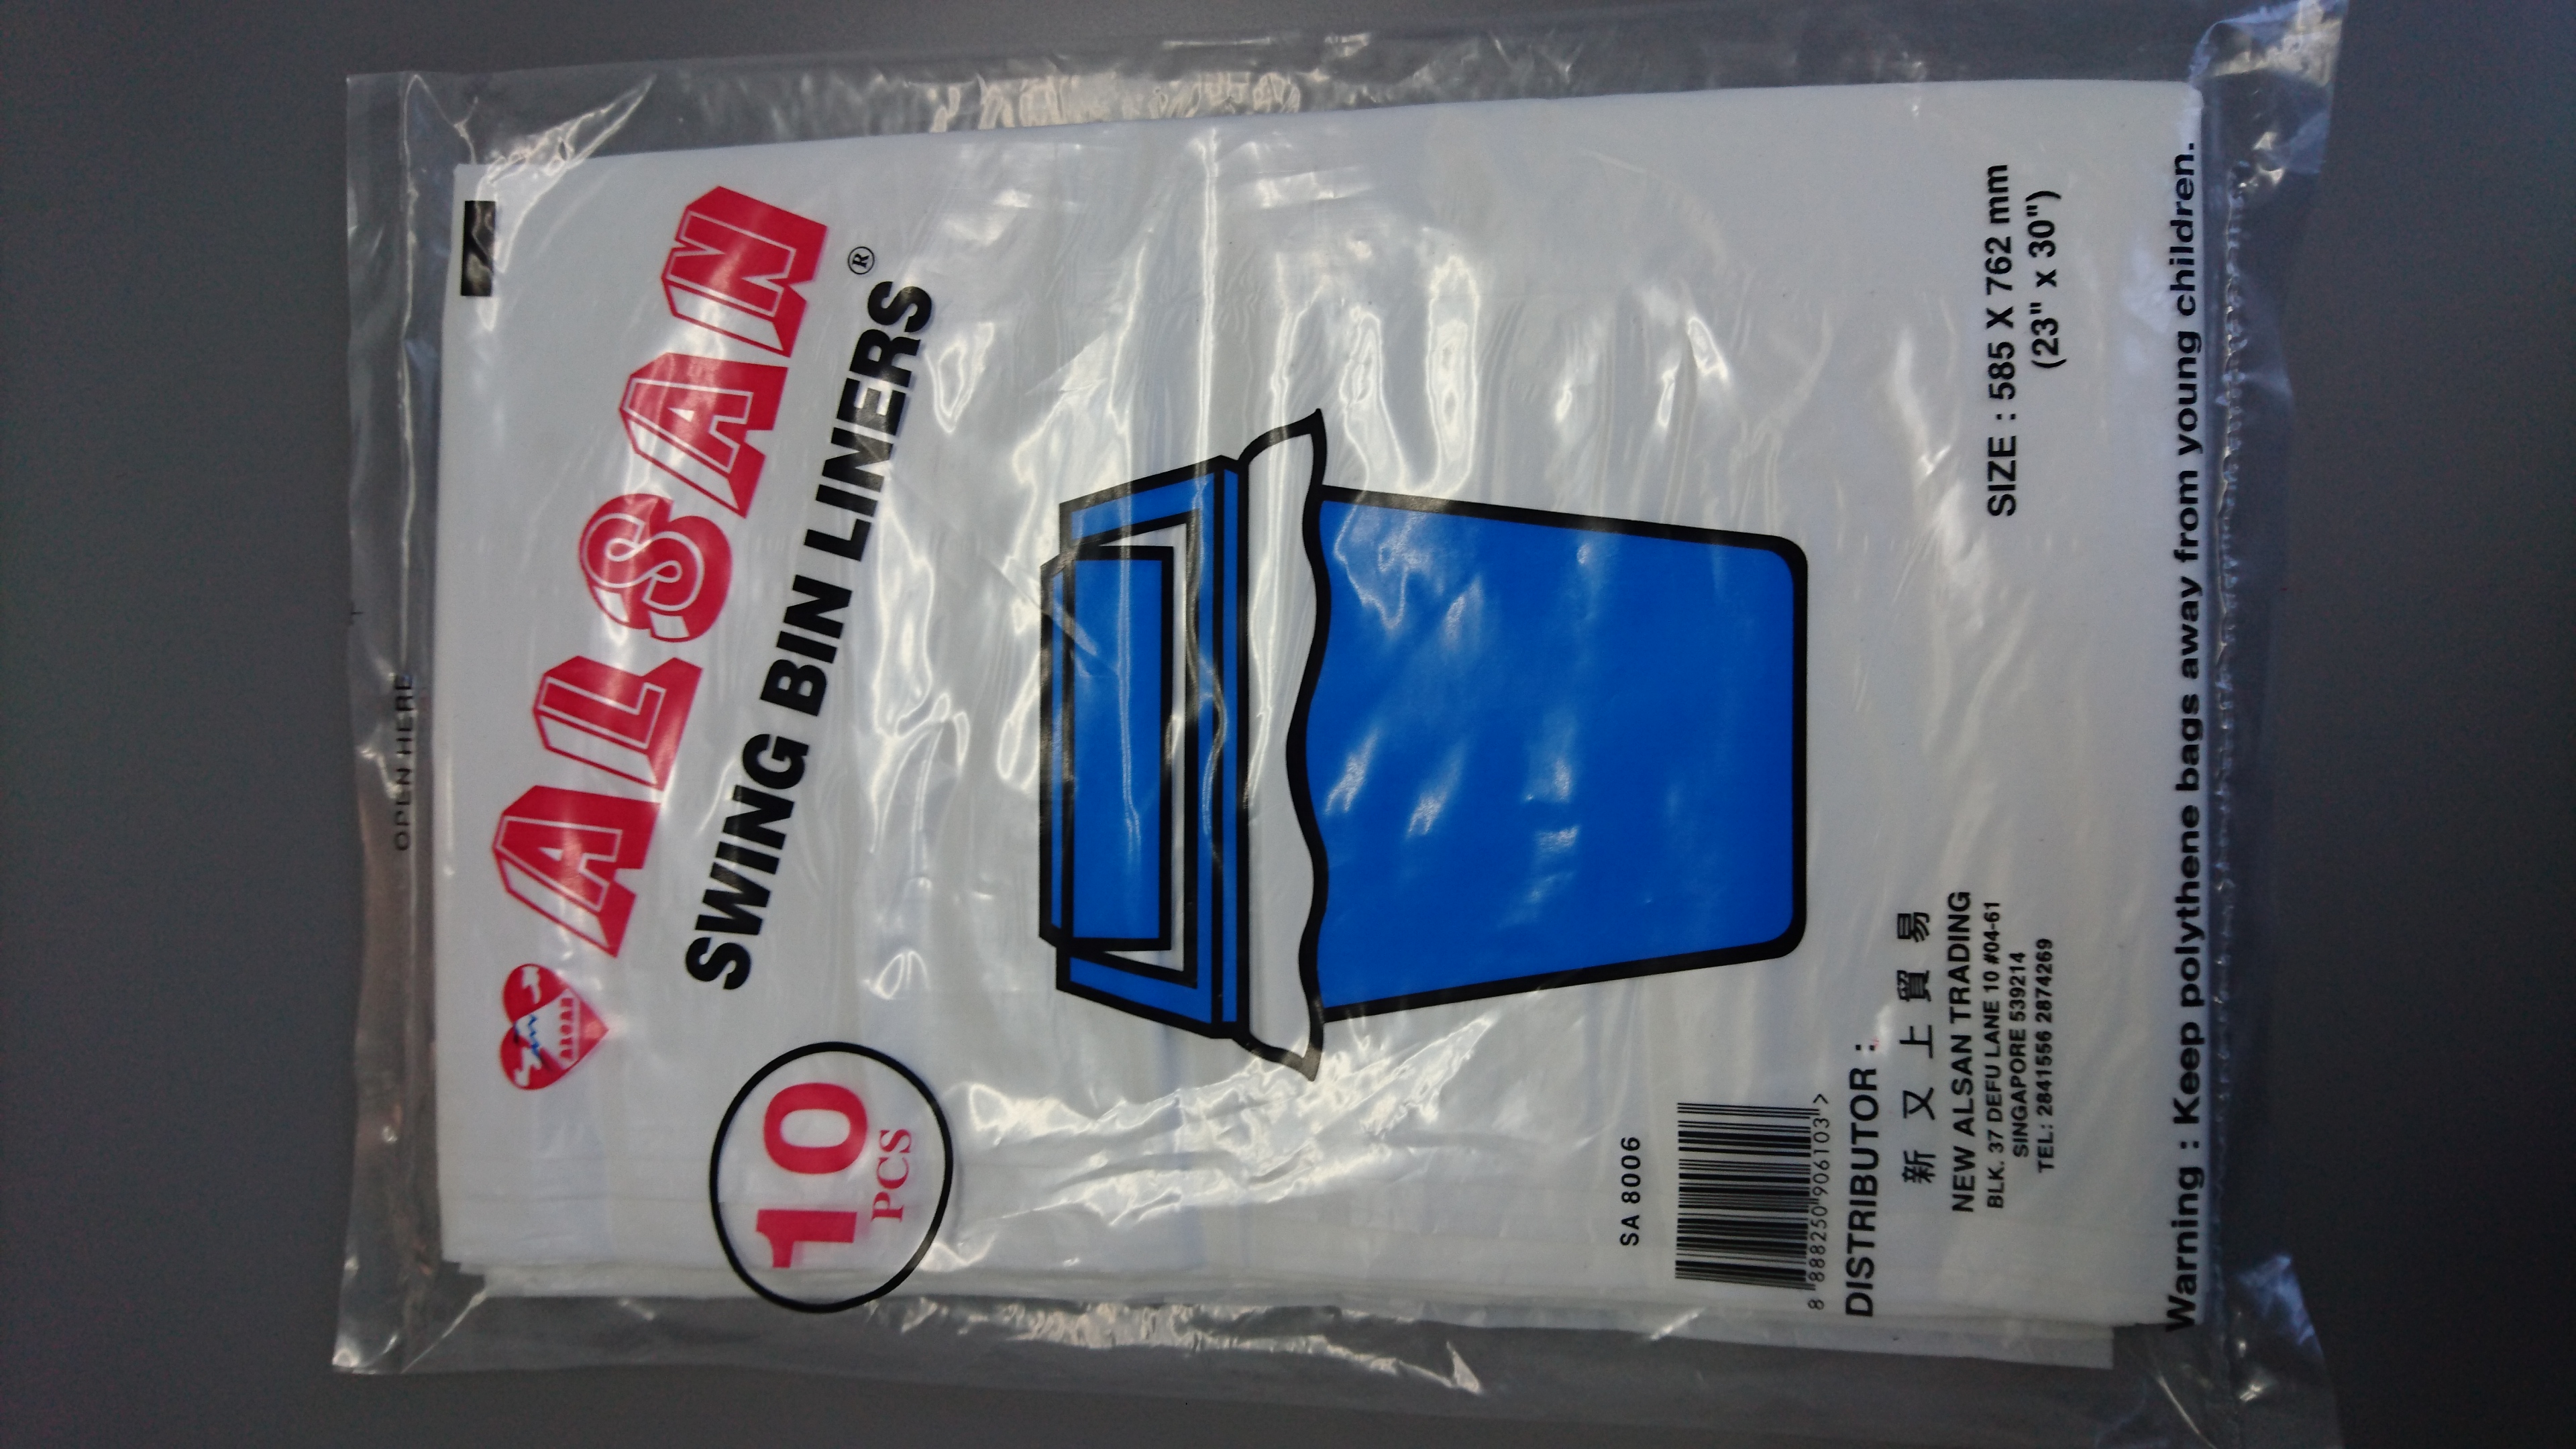 OPEN HERE
ALSAN
SWING BIN LINERS®
10
PCS
SA 8006
8 888250 906103 >
DISTRIBUTOR :
新又上貿易
NEW ALSAN TRADING
BLK. 37 DEFU LANE 10 #04-61
SINGAPORE 539214
TEL: 2841556 2874269
SIZE : 585 X 762 mm
(23" x 30")
Warning : Keep polythene bags away from young children.